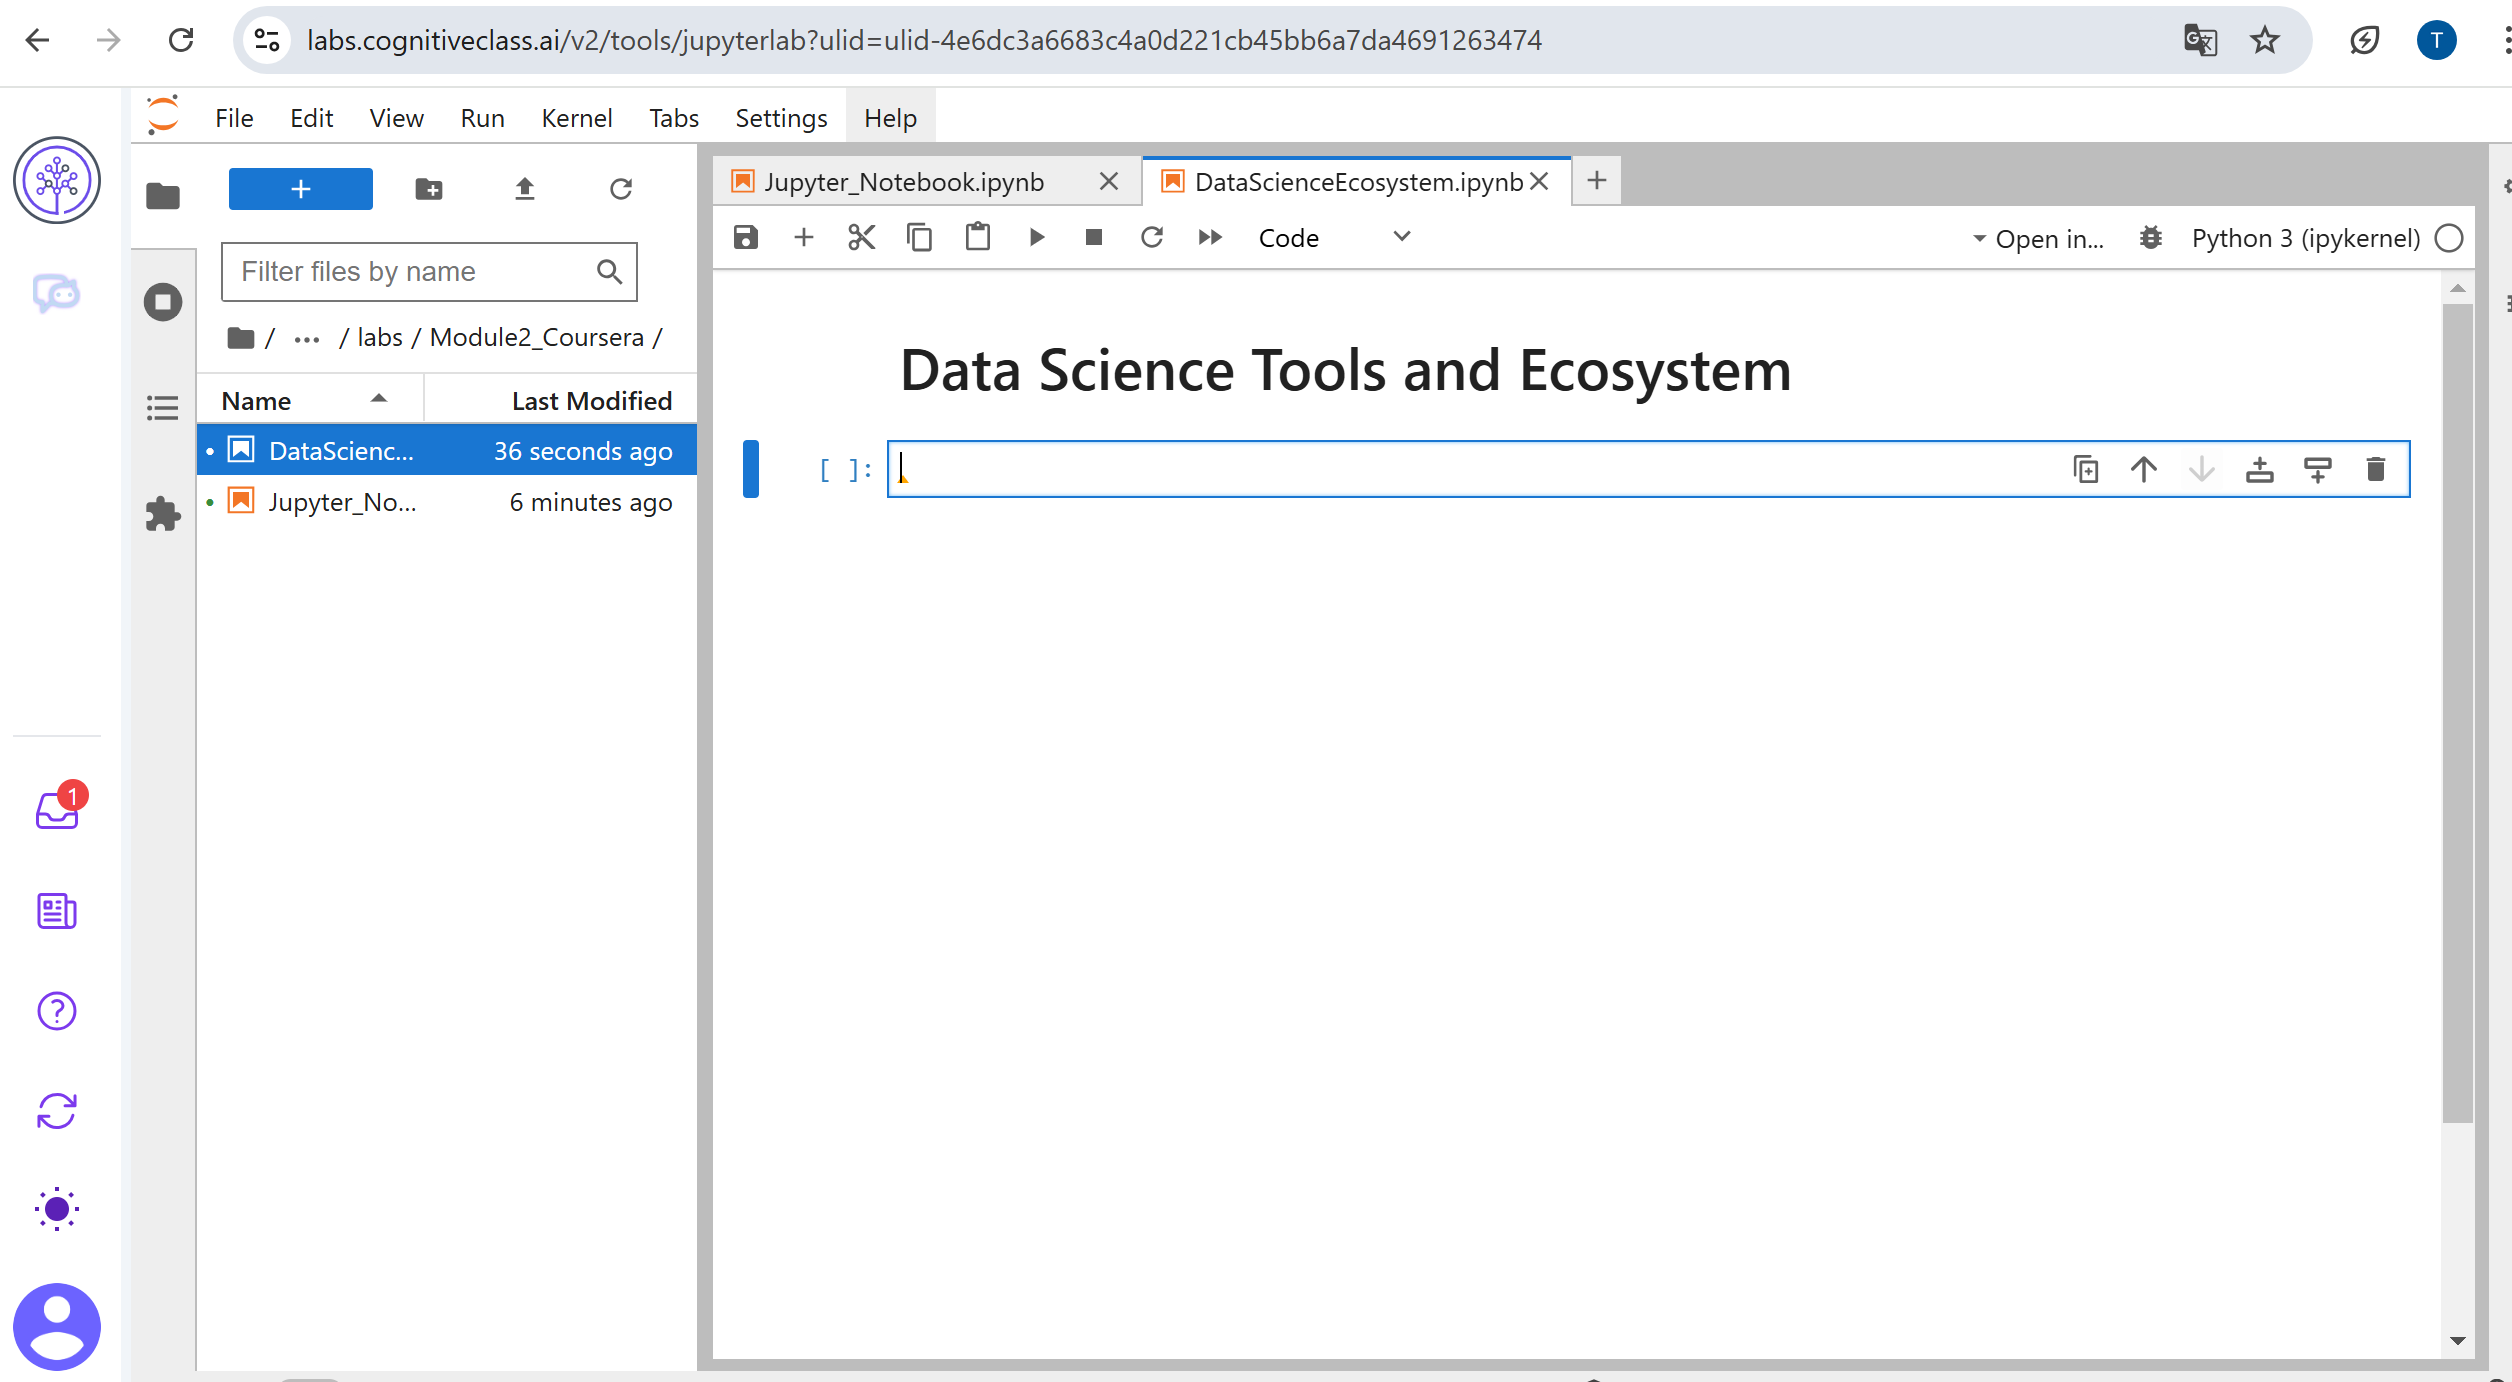 labs.cognitiveclass.ai/v2/tools/jupyterlab?ulid=ulid-4e6dc3a6683c4a0d221cb45bb6a7da4691263474
T
File Edit View Run Kernel Tabs Settings Help
Jupyter_Notebook.ipynb
DataScienceEcosystem.ipynb
Filter files by name
/ ... / labs / Module2_Coursera /
Name Last Modified
DataScienc... 36 seconds ago
Jupyter_No... 6 minutes ago
Code
Open in...
Python 3 (ipykernel)
Data Science Tools and Ecosystem
[ ]:
1